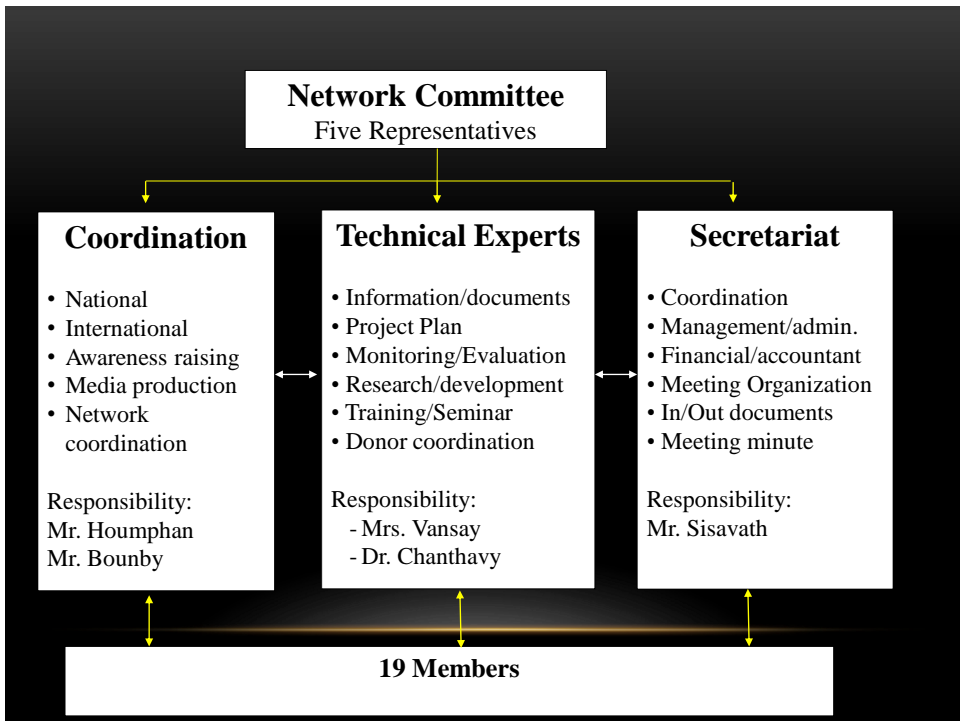 Network Committee
Five Representatives
Coordination
• National
• International
• Awareness raising
• Media production
• Network
coordination
Responsibility:
Mr. Houmphan
Mr. Bounby
Technical Experts
• Information/documents
• Project Plan
• Monitoring/Evaluation
• Research/development
• Training/Seminar
• Donor coordination
Responsibility:
- Mrs. Vansay
- Dr. Chanthavy
Secretariat
• Coordination
• Management/admin.
• Financial/accountant
• Meeting Organization
• In/Out documents
• Meeting minute
Responsibility:
Mr. Sisavath
19 Members